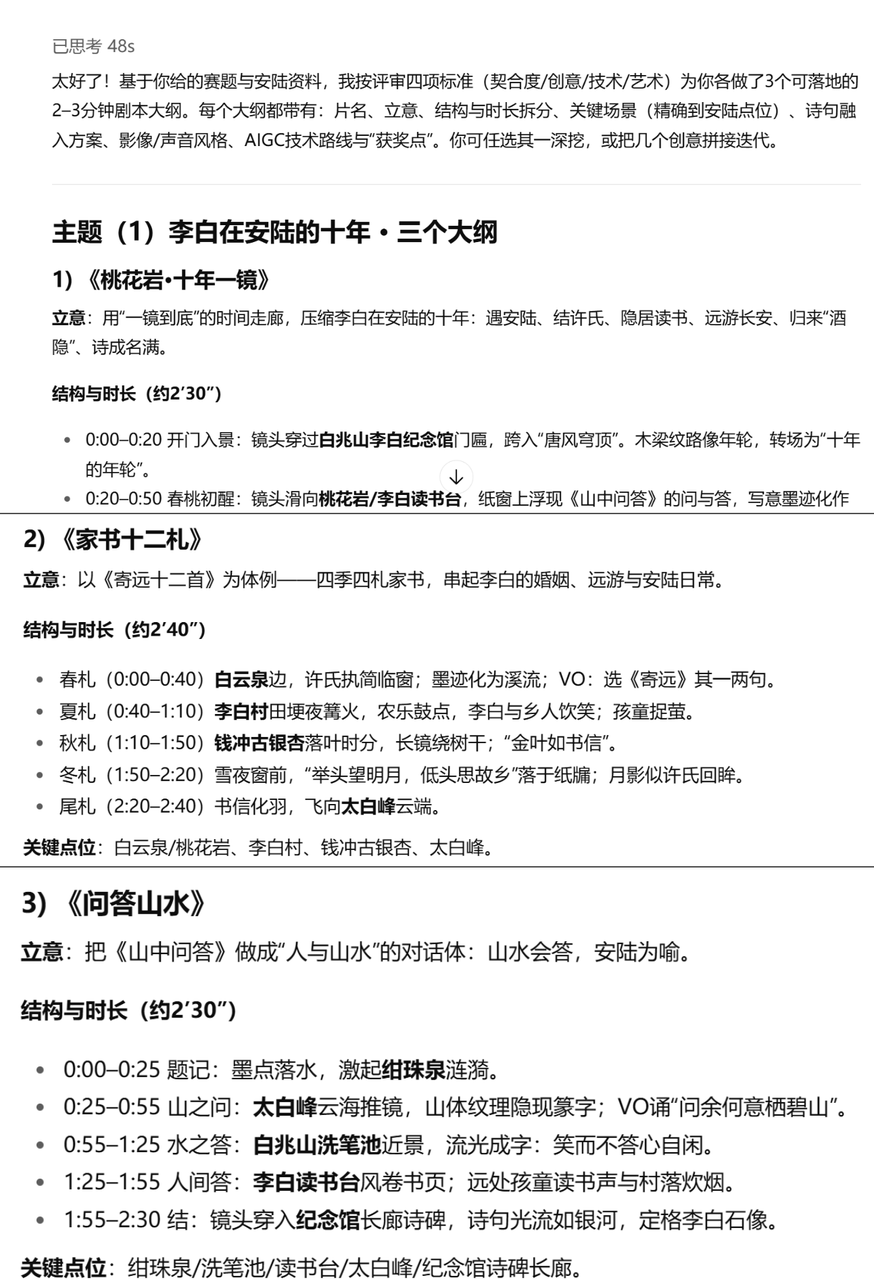 已思考 48s
太好了！基于你给的赛题与安陆资料，我按评审四项标准（契合度/创意/技术/艺术）为你各做了3个可落地的
2–3分钟剧本大纲。每个大纲都带有：片名、立意、结构与时长拆分、关键场景（精确到安陆点位）、诗句融
入方案、影像/声音风格、AIGC技术路线与“获奖点”。你可任选其一深挖，或把几个创意拼接迭代。
主题（1）李白在安陆的十年·三个大纲
1) 《桃花岩·十年一镜》
立意：用“一镜到底”的时间走廊，压缩李白在安陆的十年：遇安陆、结许氏、隐居读书、远游长安、归来“酒
隐”、诗成名满。
结构与时长（约2′30″）
0:00–0:20 开门入景：镜头穿过白兆山李白纪念馆门匾，跨入“唐风穹顶”。木梁纹路像年轮，转场为“十年
的年轮”。
0:20–0:50 春桃初醒：镜头滑向桃花岩/李白读书台，纸窗上浮现《山中问答》的问与答，写意墨迹化作
2) 《家书十二札》
立意：以《寄远十二首》为体例——四季四札家书，串起李白的婚姻、远游与安陆日常。
结构与时长（约2′40″）
春札（0:00–0:40）白云泉边，许氏执简临窗；墨迹化为溪流；VO：选《寄远》其一两句。
夏札（0:40–1:10）李白村田埂夜篝火，农乐鼓点，李白与乡人饮笑；孩童捉萤。
秋札（1:10–1:50）钱冲古银杏落叶时分，长镜绕树干；“金叶如书信”。
冬札（1:50–2:20）雪夜窗前，“举头望明月，低头思故乡”落于纸牖；月影似许氏回眸。
尾札（2:20–2:40）书信化羽，飞向太白峰云端。
关键点位：白云泉/桃花岩、李白村、钱冲古银杏、太白峰。
3) 《问答山水》
立意：把《山中问答》做成“人与山水”的对话体：山水会答，安陆为喻。
结构与时长（约2′30″）
0:00–0:25 题记：墨点落水，激起绀珠泉涟漪。
0:25–0:55 山之问：太白峰云海推镜，山体纹理隐现篆字；VO诵“问余何意栖碧山”。
0:55–1:25 水之答：白兆山洗笔池近景，流光成字：笑而不答心自闲。
1:25–1:55 人间答：李白读书台风卷书页；远处孩童读书声与村落炊烟。
1:55–2:30 结：镜头穿入纪念馆长廊诗碑，诗句光流如银河，定格李白石像。
关键点位：绀珠泉/洗笔池/读书台/太白峰/纪念馆诗碑长廊。